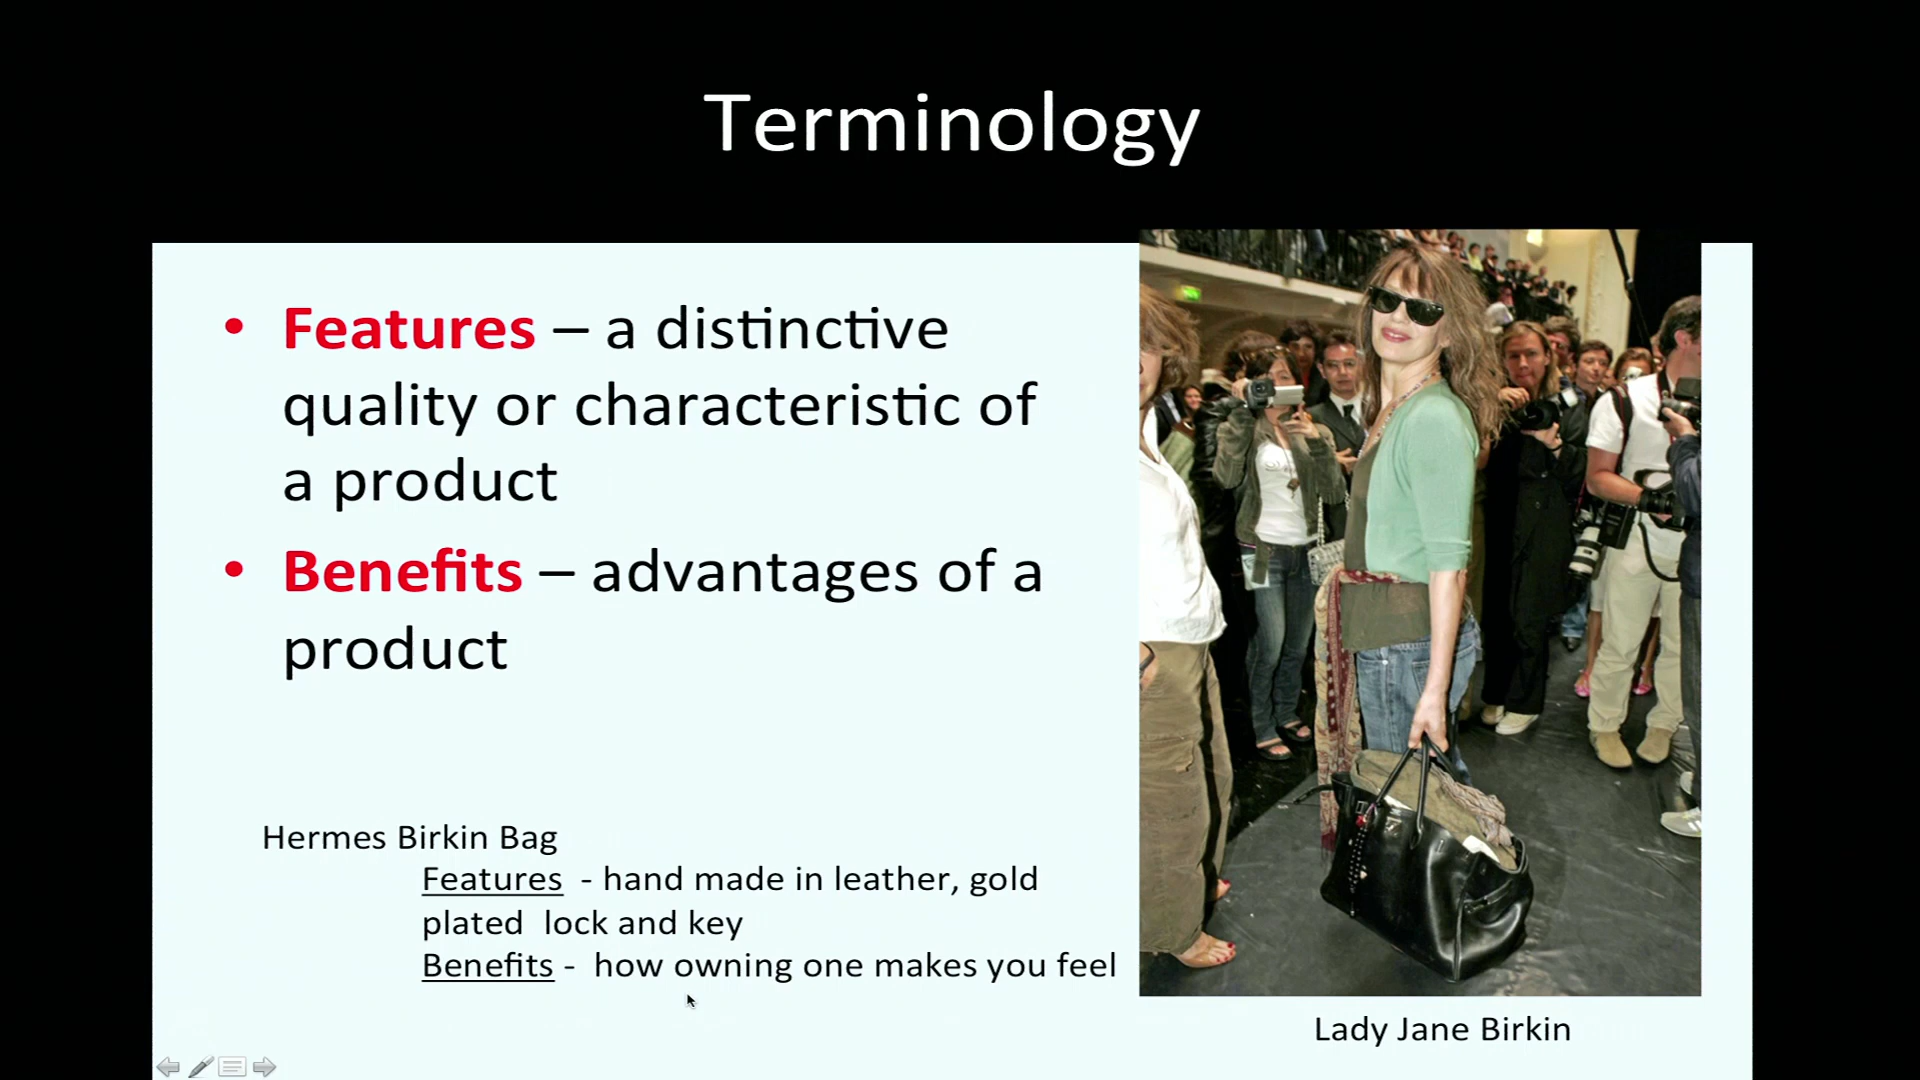 Terminology
• Features – a distinctive
quality or characteristic of
a product
• Benefits – advantages of a
product
Hermes Birkin Bag
Features - hand made in leather, gold
plated lock and key
Benefits - how owning one makes you feel
Lady Jane Birkin